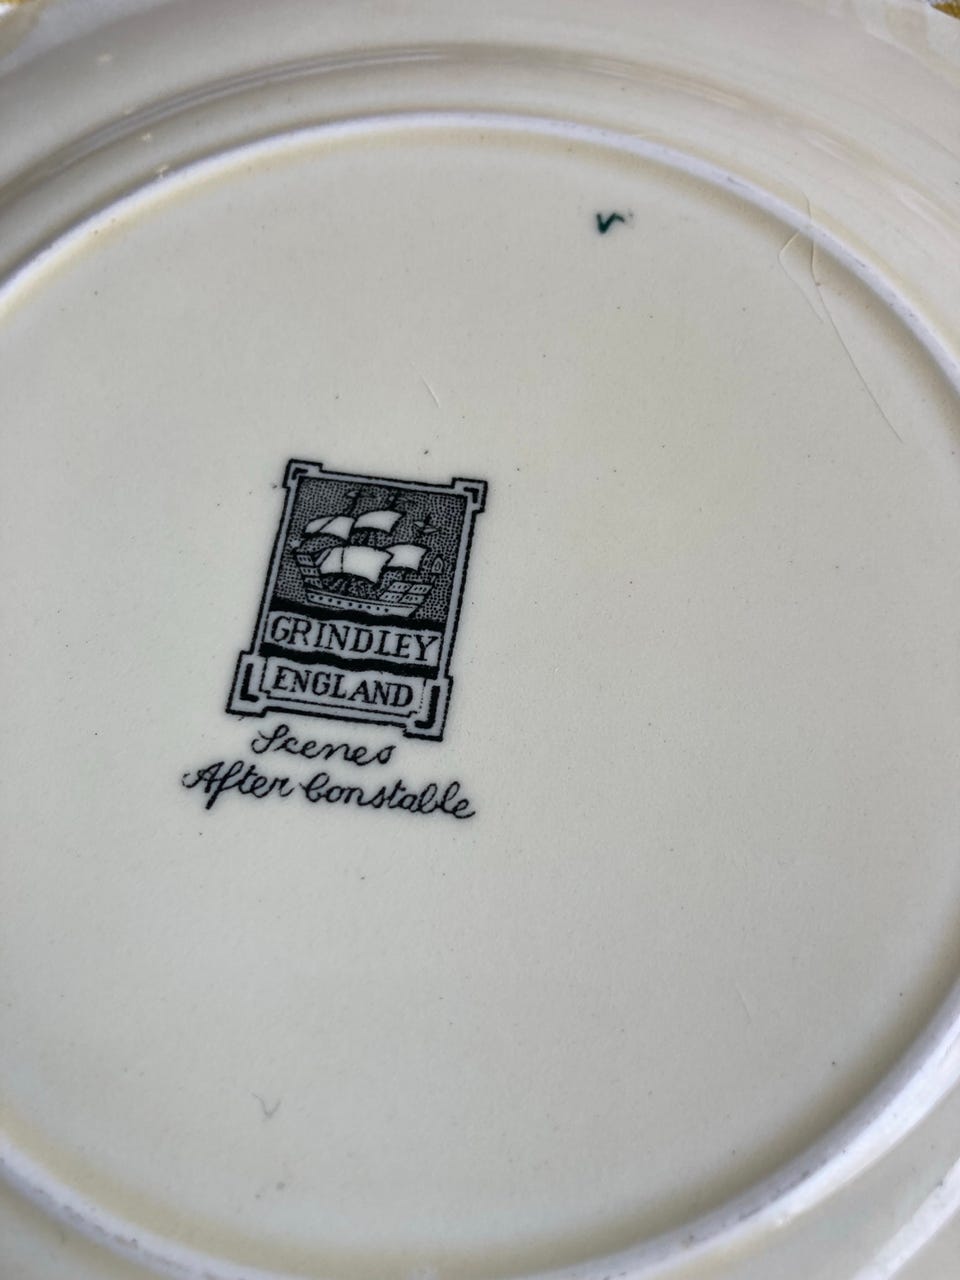 GRINDLEY
ENGLAND
Scenes
After Constable